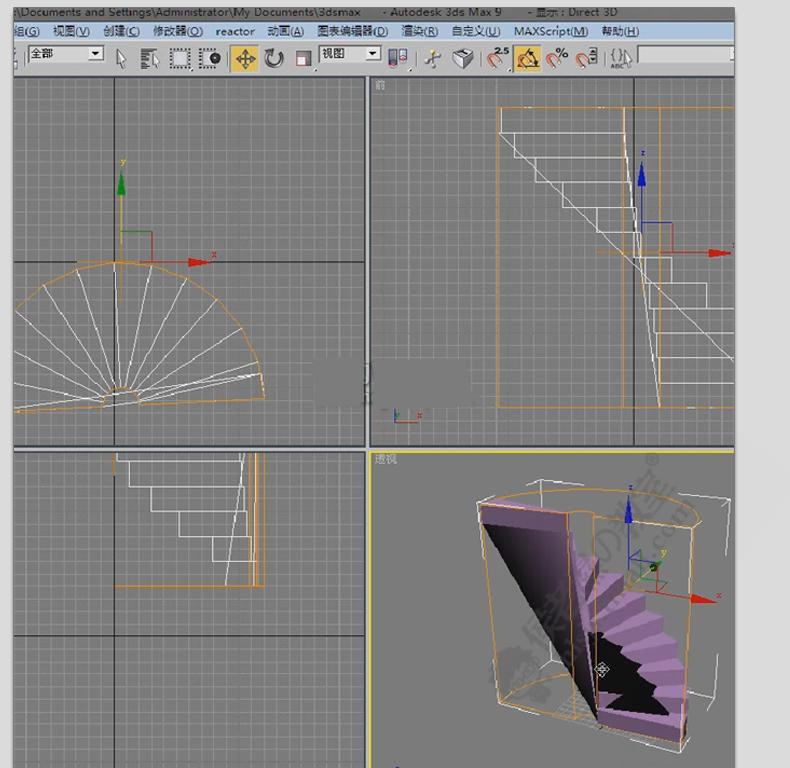 :\Documents and Settings\Administrator\My Documents\3dsmax - Autodesk 3ds Max 9 - 显示 : Direct 3D
组(G) 视图(V) 创建(C) 修改器(O) reactor 动画(A) 图表编辑器(D) 渲染(R) 自定义(U) MAXScript(M) 帮助(H)
全部 视图 2.5 % ABC
前
y
x
z
透视
z
y
x
x